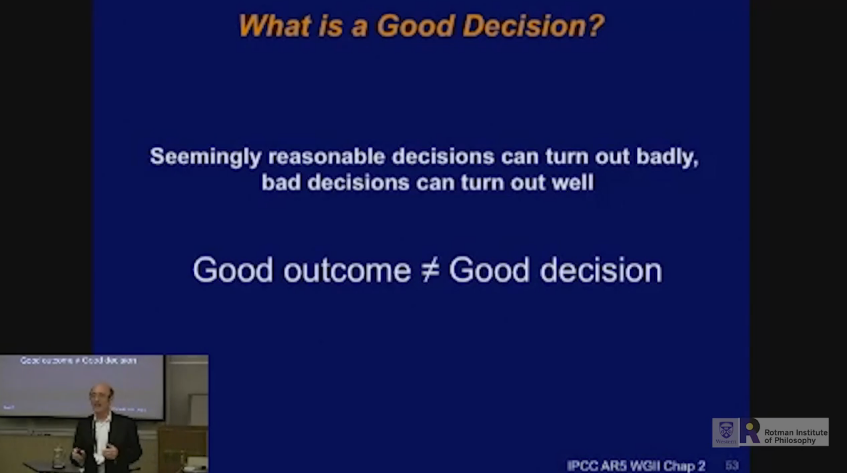 What is a Good Decision?
Seemingly reasonable decisions can turn out badly,
bad decisions can turn out well
Good outcome ≠ Good decision
Good outcome ≠ Good decision
Rotman Institute
of Philosophy
IPCC AR5 WGII Chap 2 53